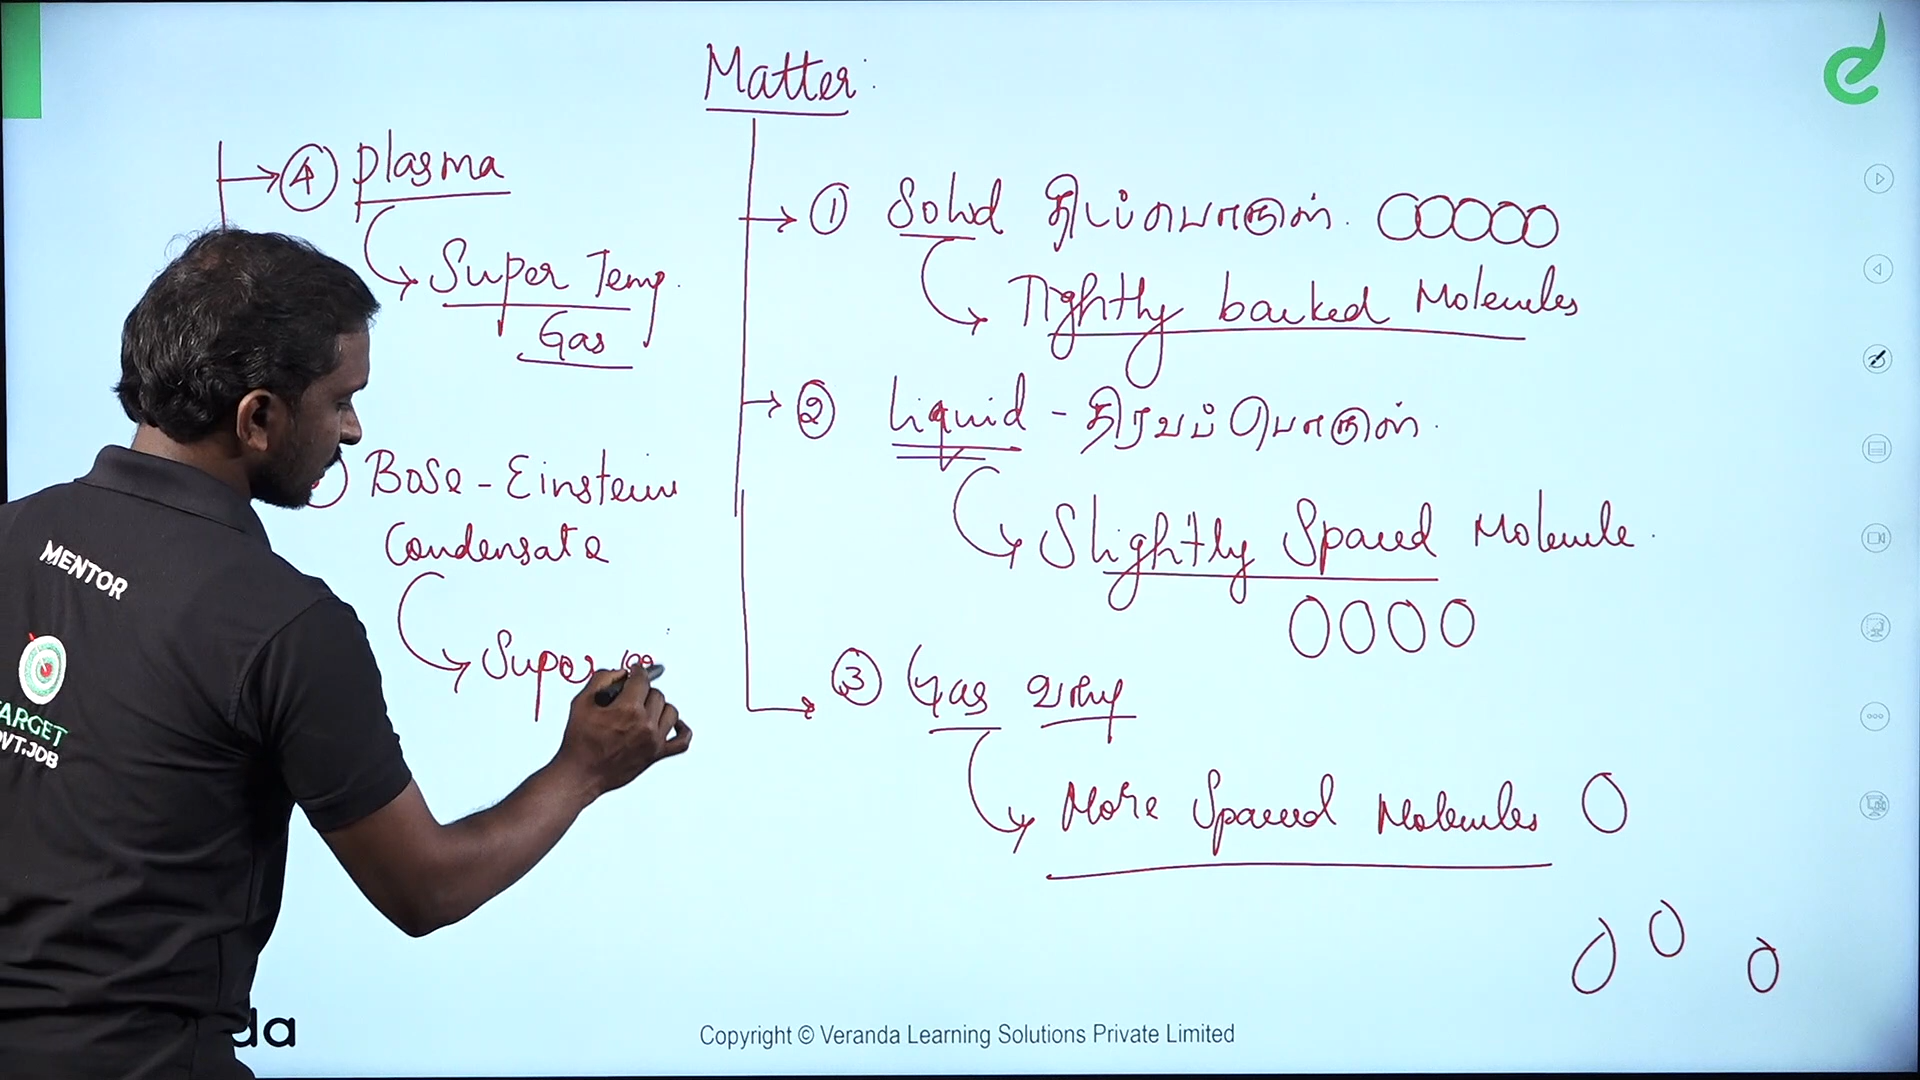 Matter:
④ plasma
Super Temp.
Gas
Bose - Einstein
Condensate
Super
① Solid திடப்பொருள்.
Tightly backed Molecules
② Liquid - திரவப் பொருள்.
Slightly Spaced Molecule.
③ Gas வாயு
More Spaced Molecules
MENTOR
TARGET
GOVT.JOB
da
Copyright © Veranda Learning Solutions Private Limited